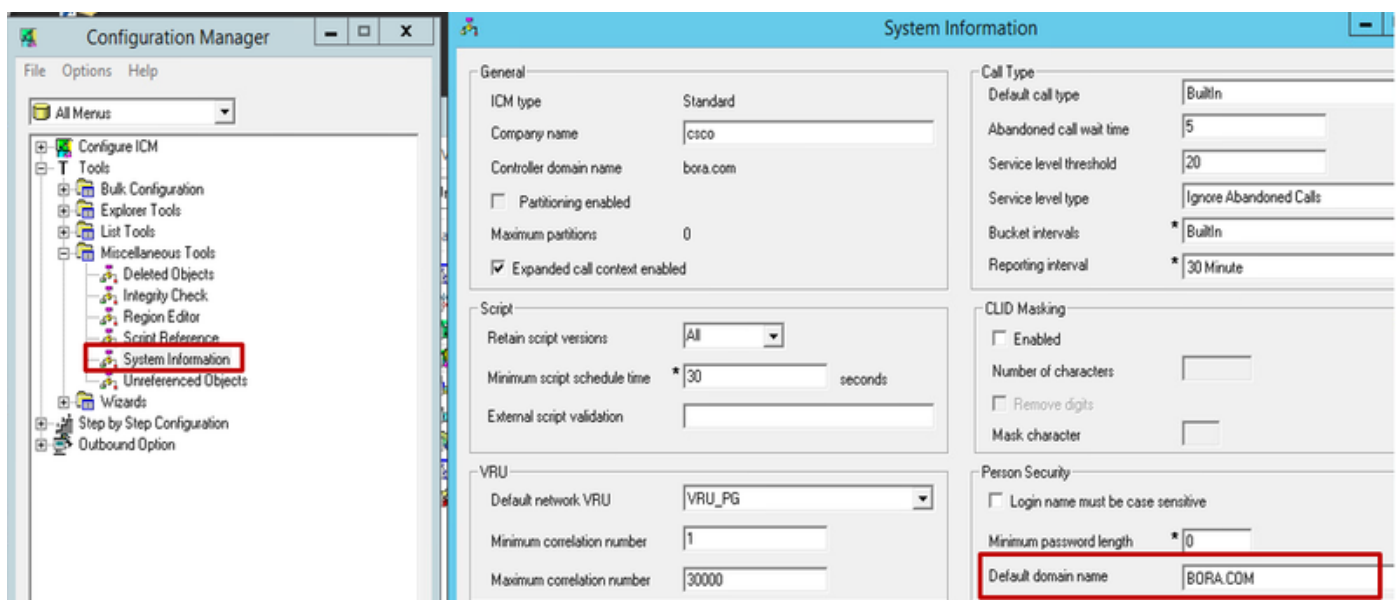 Configuration Manager
File Options Help
All Menus
Configure ICM
Tools
Bulk Configuration
Explorer Tools
List Tools
Miscellaneous Tools
Deleted Objects
Integrity Check
Region Editor
Script Reference
System Information
Unreferenced Objects
Wizards
Step by Step Configuration
Outbound Option
System Information
General
ICM type Standard
Company name csco
Controller domain name bora.com
Partitioning enabled
Maximum partitions 0
Expanded call context enabled
Script
Retain script versions All
Minimum script schedule time * 30 seconds
External script validation
VRU
Default network VRU VRU_PG
Minimum correlation number 1
Maximum correlation number 30000
Call Type
Default call type BuiltIn
Abandoned call wait time 5
Service level threshold 20
Service level type Ignore Abandoned Calls
Bucket intervals * BuiltIn
Reporting interval * 30 Minute
CLID Masking
Enabled
Number of characters
Remove digits
Mask character
Person Security
Login name must be case sensitive
Minimum password length * 0
Default domain name BORA.COM